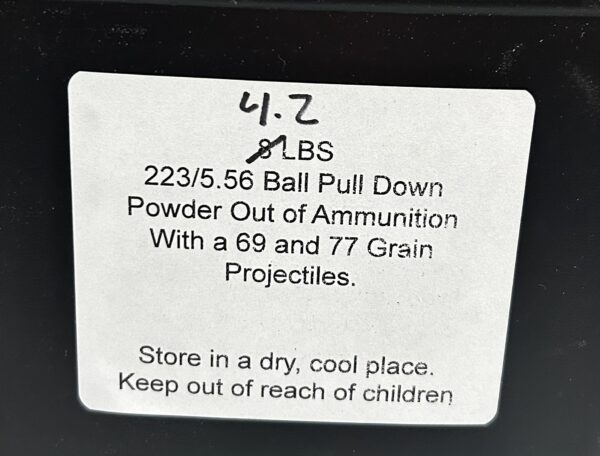 4.2
8 LBS
223/5.56 Ball Pull Down
Powder Out of Ammunition
With a 69 and 77 Grain
Projectiles.
Store in a dry, cool place.
Keep out of reach of children